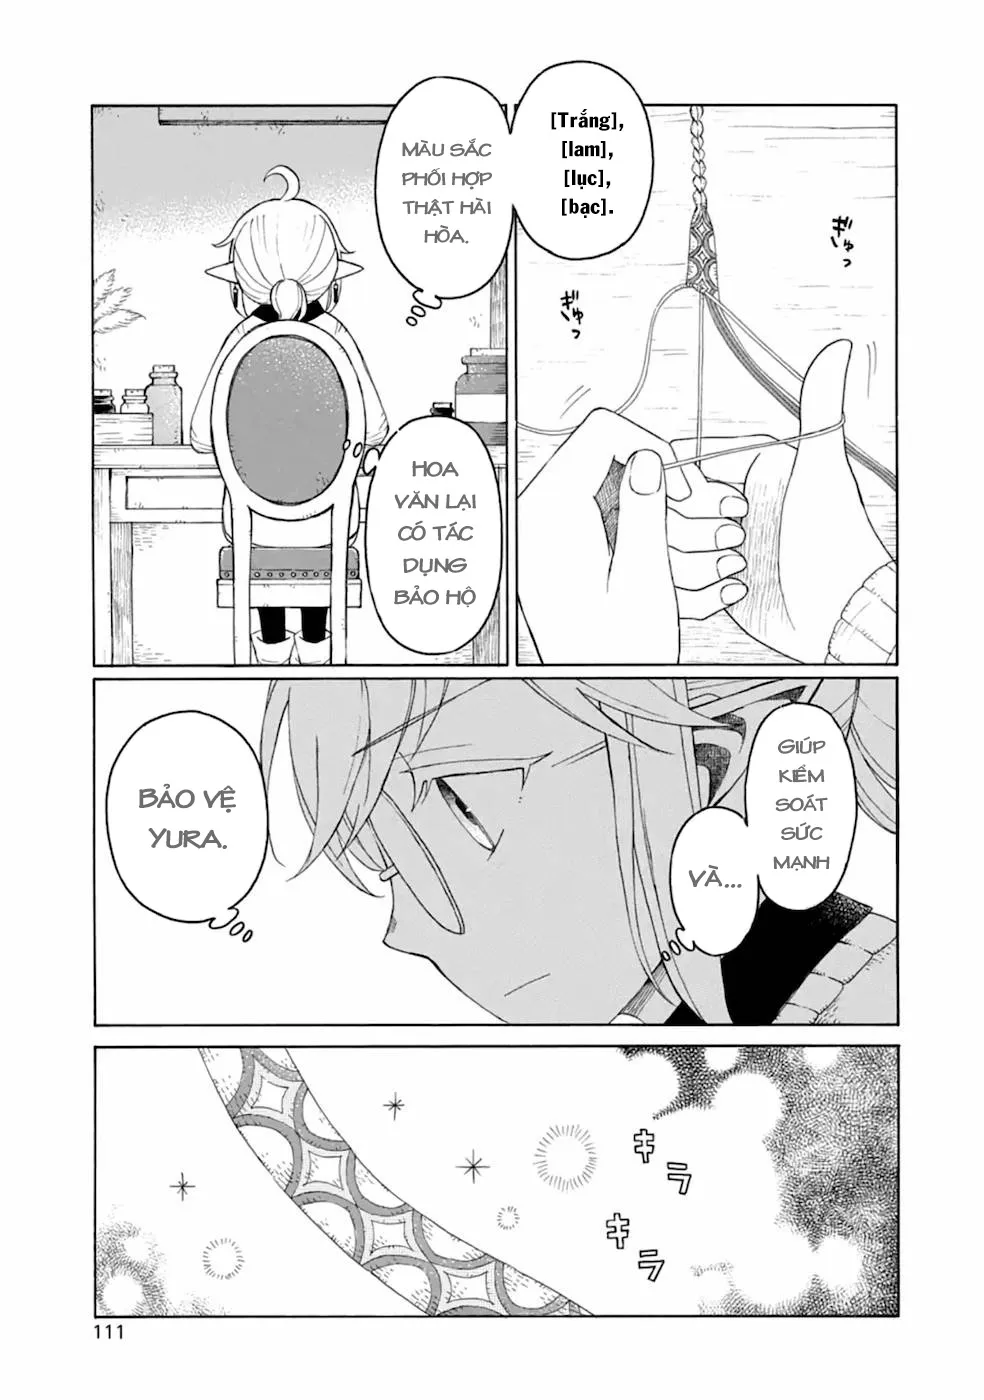 [Trắng],
[lam],
[lục],
[bạc].
ぎゅっ
ぎゅっ
MÀU SẮC
PHỐI HỢP
THẬT HÀI
HÒA.
HOA
VĂN LẠI
CÓ TÁC
DỤNG
BẢO HỘ
GIÚP
KIỂM
SOÁT
SỨC
MẠNH
VÀ...
BẢO VỆ
YURA.
キラ
キラ
111